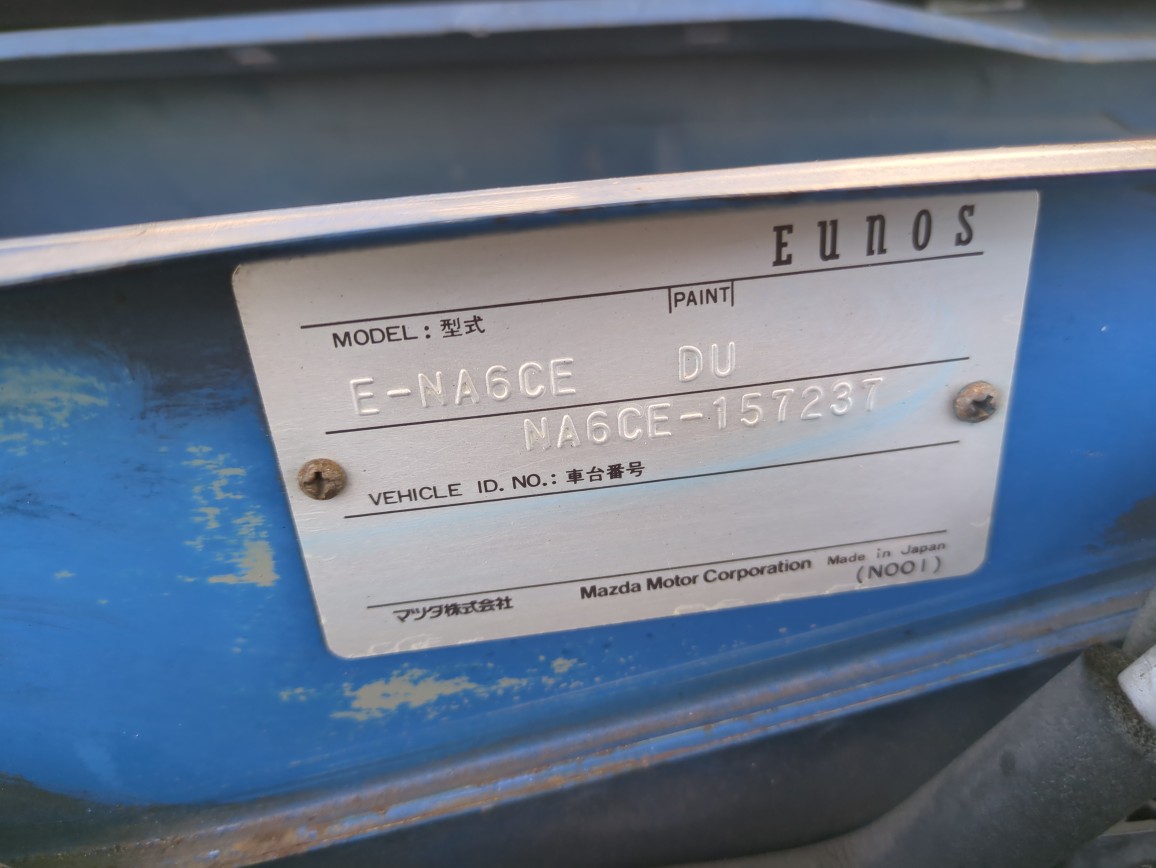 EUNOS
PAINT
MODEL : 型式
E-NA6CE DU
NA6CE-157237
VEHICLE ID. NO.: 車台番号
マツダ株式会社 Mazda Motor Corporation Made in Japan
(N001)